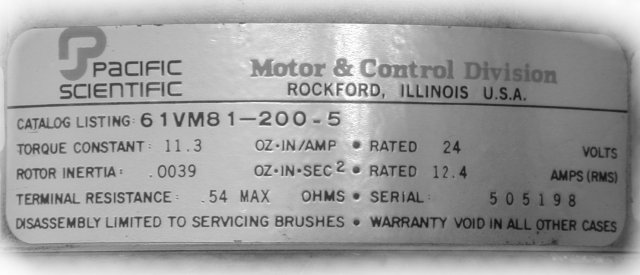 PACIFIC
SCIENTIFIC
Motor & Control Division
ROCKFORD, ILLINOIS U.S.A.
CATALOG LISTING: 61VM81-200-5
TORQUE CONSTANT: 11.3 OZ·IN/AMP • RATED 24 VOLTS
ROTOR INERTIA: .0039 OZ·IN·SEC² • RATED 12.4 AMPS (RMS)
TERMINAL RESISTANCE: .54 MAX OHMS • SERIAL: 505198
DISASSEMBLY LIMITED TO SERVICING BRUSHES • WARRANTY VOID IN ALL OTHER CASES